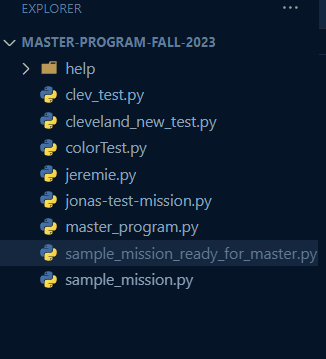 EXPLORER
MASTER-PROGRAM-FALL-2023
help
clev_test.py
cleveland_new_test.py
colorTest.py
jeremie.py
jonas-test-mission.py
master_program.py
sample_mission_ready_for_master.py
sample_mission.py